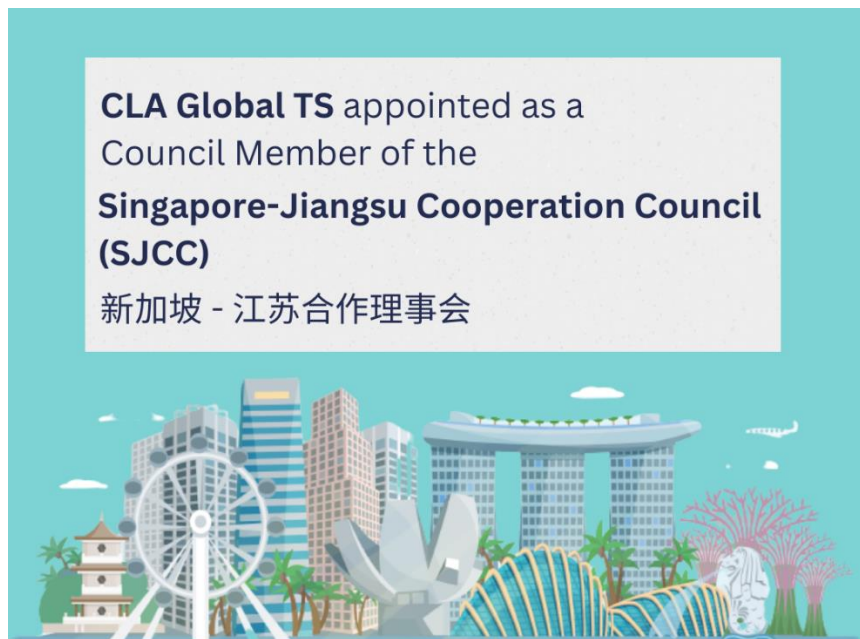 CLA Global TS appointed as a
Council Member of the
Singapore-Jiangsu Cooperation Council
(SJCC)
新加坡 - 江苏合作理事会